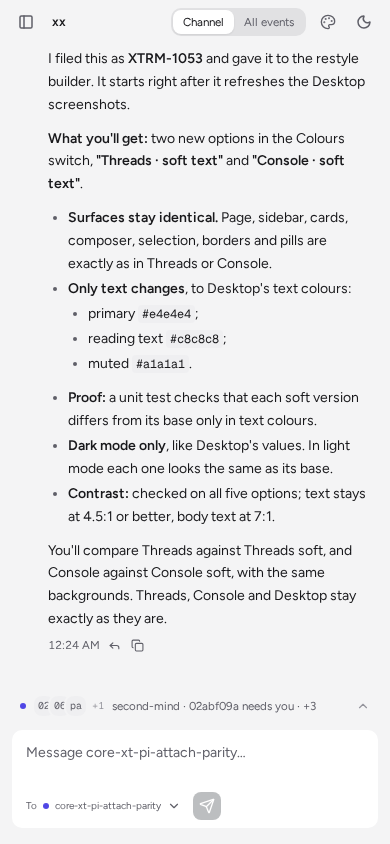 xx
Channel
All events
I filed this as XTRM-1053 and gave it to the restyle
builder. It starts right after it refreshes the Desktop
screenshots.
What you'll get: two new options in the Colours
switch, "Threads · soft text" and "Console · soft
text".
Surfaces stay identical. Page, sidebar, cards,
composer, selection, borders and pills are
exactly as in Threads or Console.
Only text changes, to Desktop's text colours:
primary #e4e4e4;
reading text #c8c8c8;
muted #a1a1a1.
Proof: a unit test checks that each soft version
differs from its base only in text colours.
Dark mode only, like Desktop's values. In light
mode each one looks the same as its base.
Contrast: checked on all five options; text stays
at 4.5:1 or better, body text at 7:1.
You'll compare Threads against Threads soft, and
Console against Console soft, with the same
backgrounds. Threads, Console and Desktop stay
exactly as they are.
12:24 AM
02 06 pa +1 second-mind · 02abf09a needs you · +3
Message core-xt-pi-attach-parity...
To core-xt-pi-attach-parity